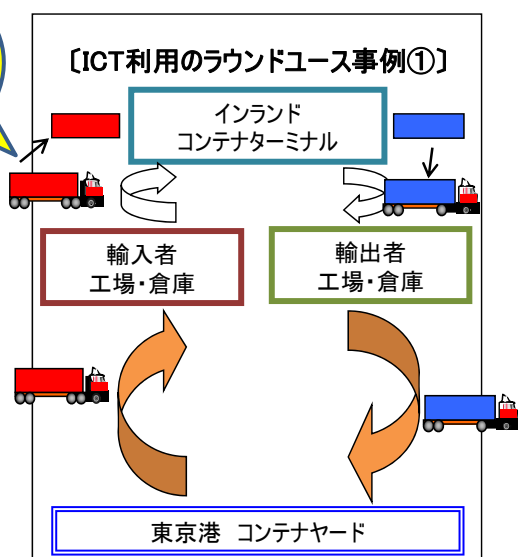 〔ICT利用のラウンドユース事例①〕
インランド
コンテナターミナル
輸入者
工場・倉庫
輸出者
工場・倉庫
東京港 コンテナヤード